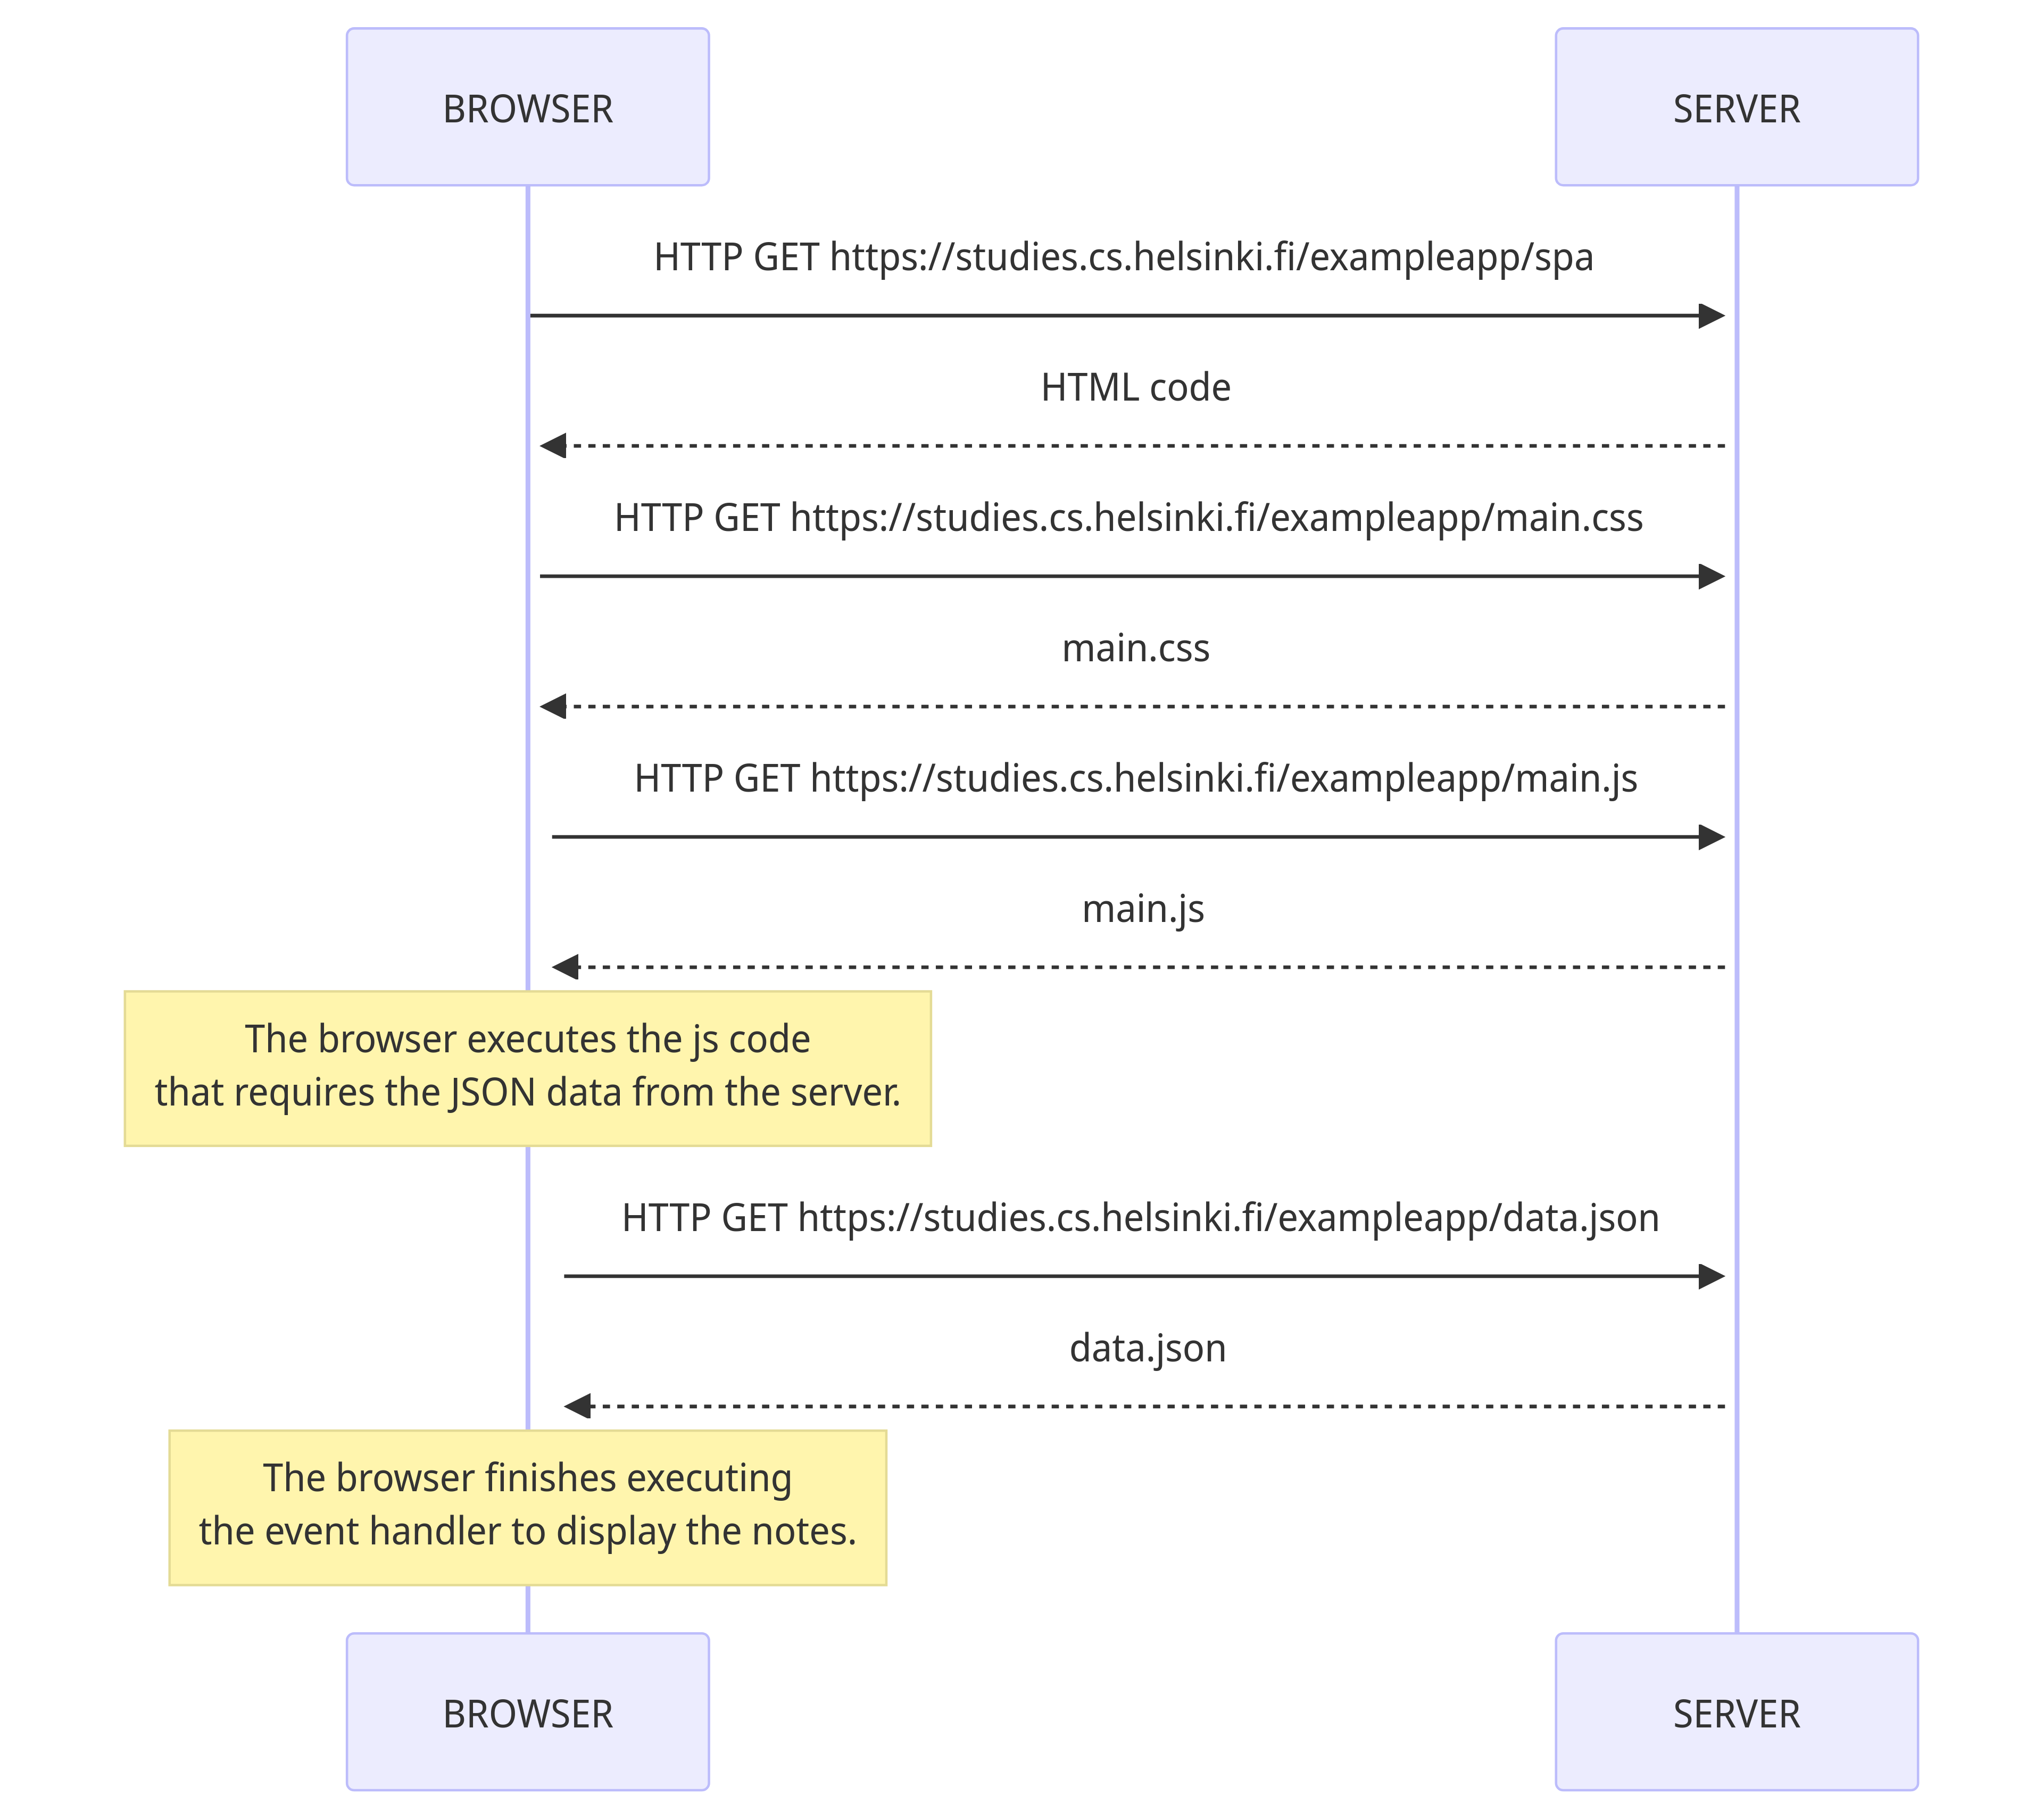 BROWSER
SERVER
HTTP GET https://studies.cs.helsinki.fi/exampleapp/spa
HTML code
HTTP GET https://studies.cs.helsinki.fi/exampleapp/main.css
main.css
HTTP GET https://studies.cs.helsinki.fi/exampleapp/main.js
main.js
The browser executes the js code
that requires the JSON data from the server.
HTTP GET https://studies.cs.helsinki.fi/exampleapp/data.json
data.json
The browser finishes executing
the event handler to display the notes.
BROWSER
SERVER